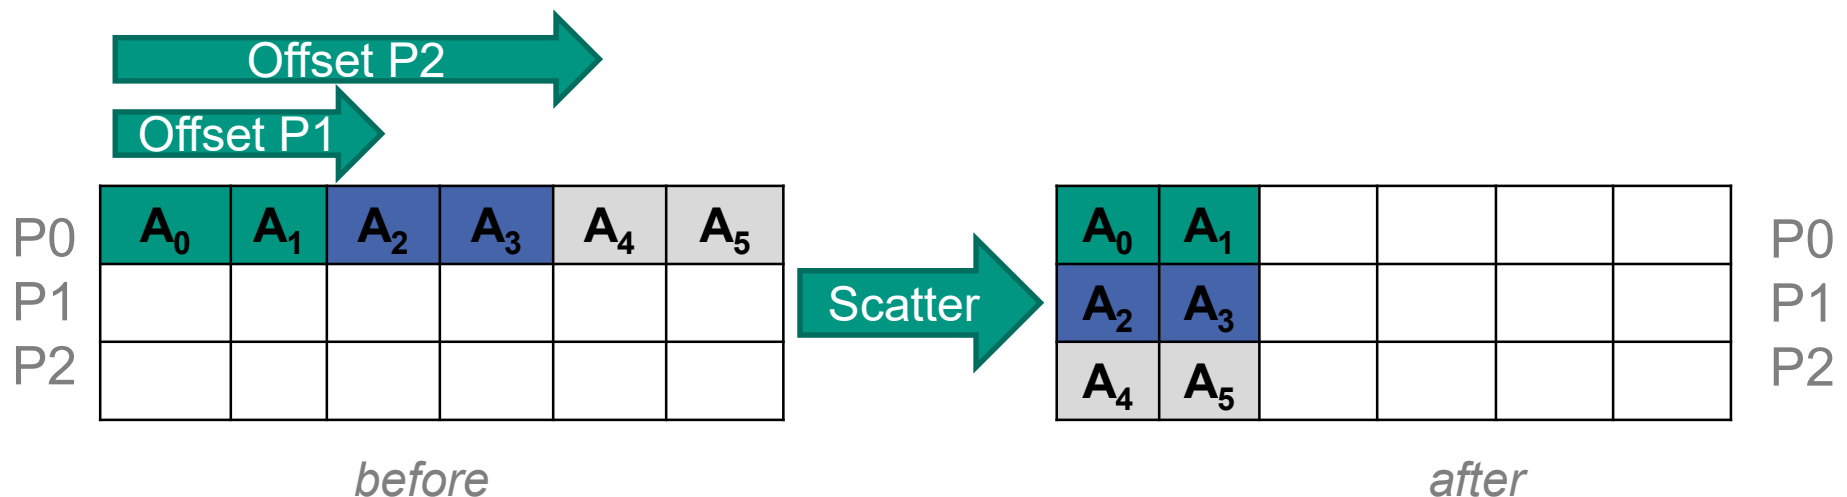 Offset P2
Offset P1
P0 A₀ A₁ A₂ A₃ A₄ A₅
P1
P2
Scatter
A₀ A₁ P0
A₂ A₃ P1
A₄ A₅ P2
before
after